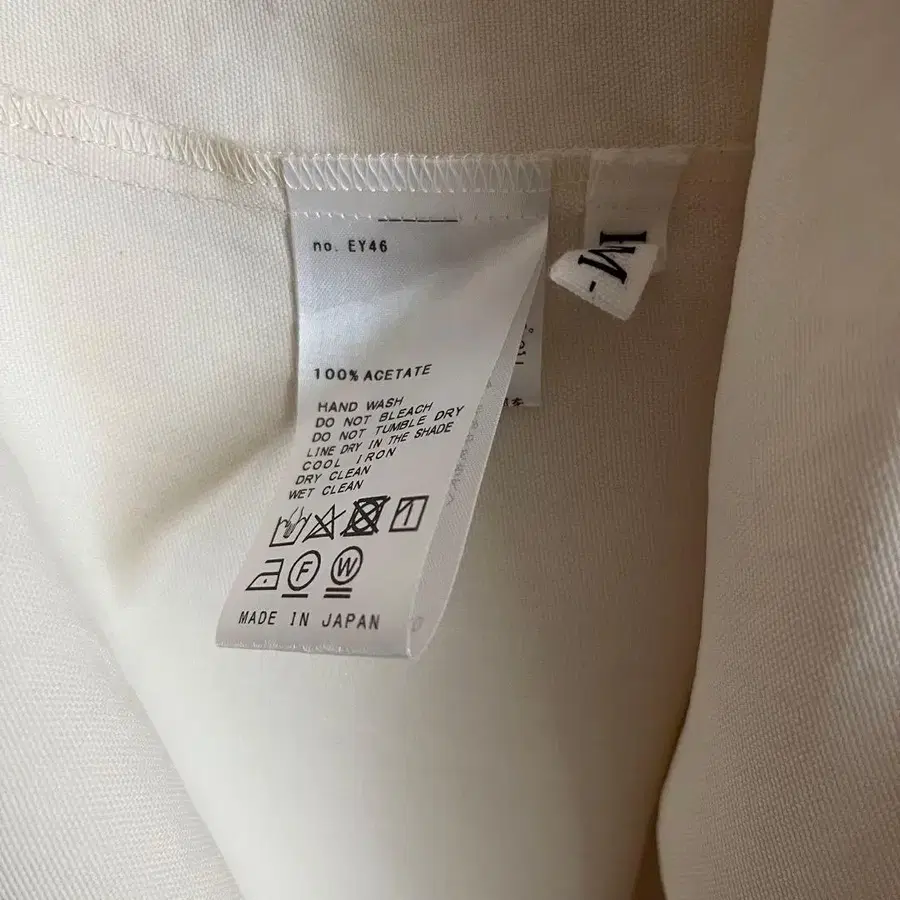 no. EY46
100% ACETATE
HAND WASH
DO NOT BLEACH
DO NOT TUMBLE DRY
LINE DRY IN THE SHADE
COOL IRON
DRY CLEAN
WET CLEAN
F W
MADE IN JAPAN
IM-